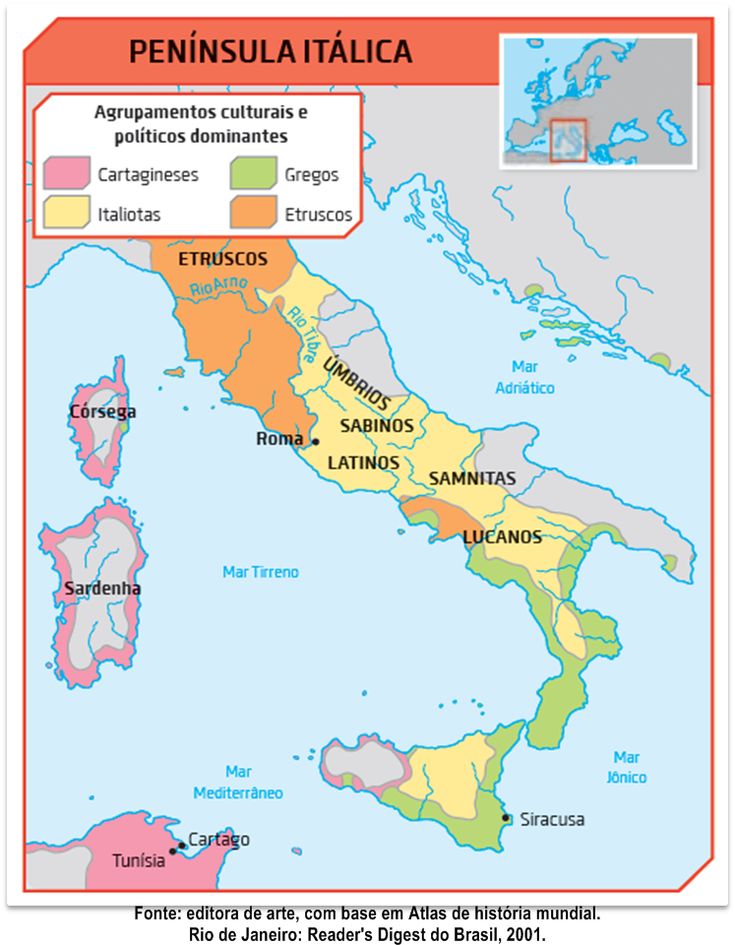 PENÍNSULA ITÁLICA
Agrupamentos culturais e
políticos dominantes
Cartagineses
Gregos
Italiotas
Etruscos
ETRUSCOS
Rio Arno
Rio Tibre
Mar
Adriático
ÚMBRIOS
Córsega
SABINOS
Roma
LATINOS
SAMNITAS
LUCANOS
Mar Tirreno
Sardenha
Mar
Jônico
Mar
Mediterrâneo
Siracusa
Cartago
Tunísia
Fonte: editora de arte, com base em Atlas de história mundial.
Rio de Janeiro: Reader's Digest do Brasil, 2001.